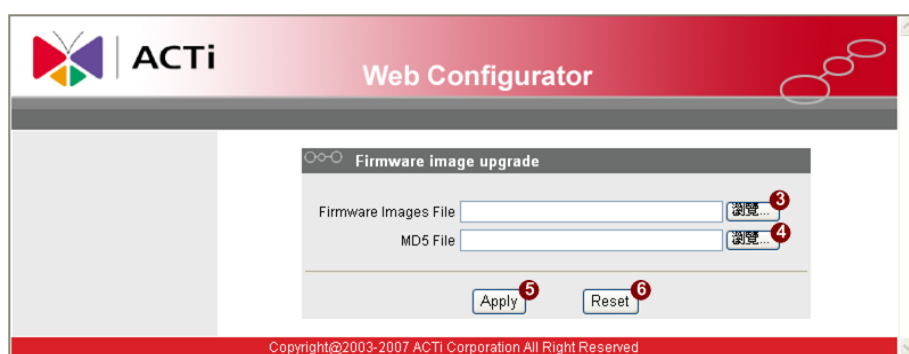 ACTi
Web Configurator
Firmware image upgrade
Firmware Images File 瀏覽... 3
MD5 File 瀏覽... 4
Apply 5 Reset 6
Copyright@2003-2007 ACTi Corporation All Right Reserved